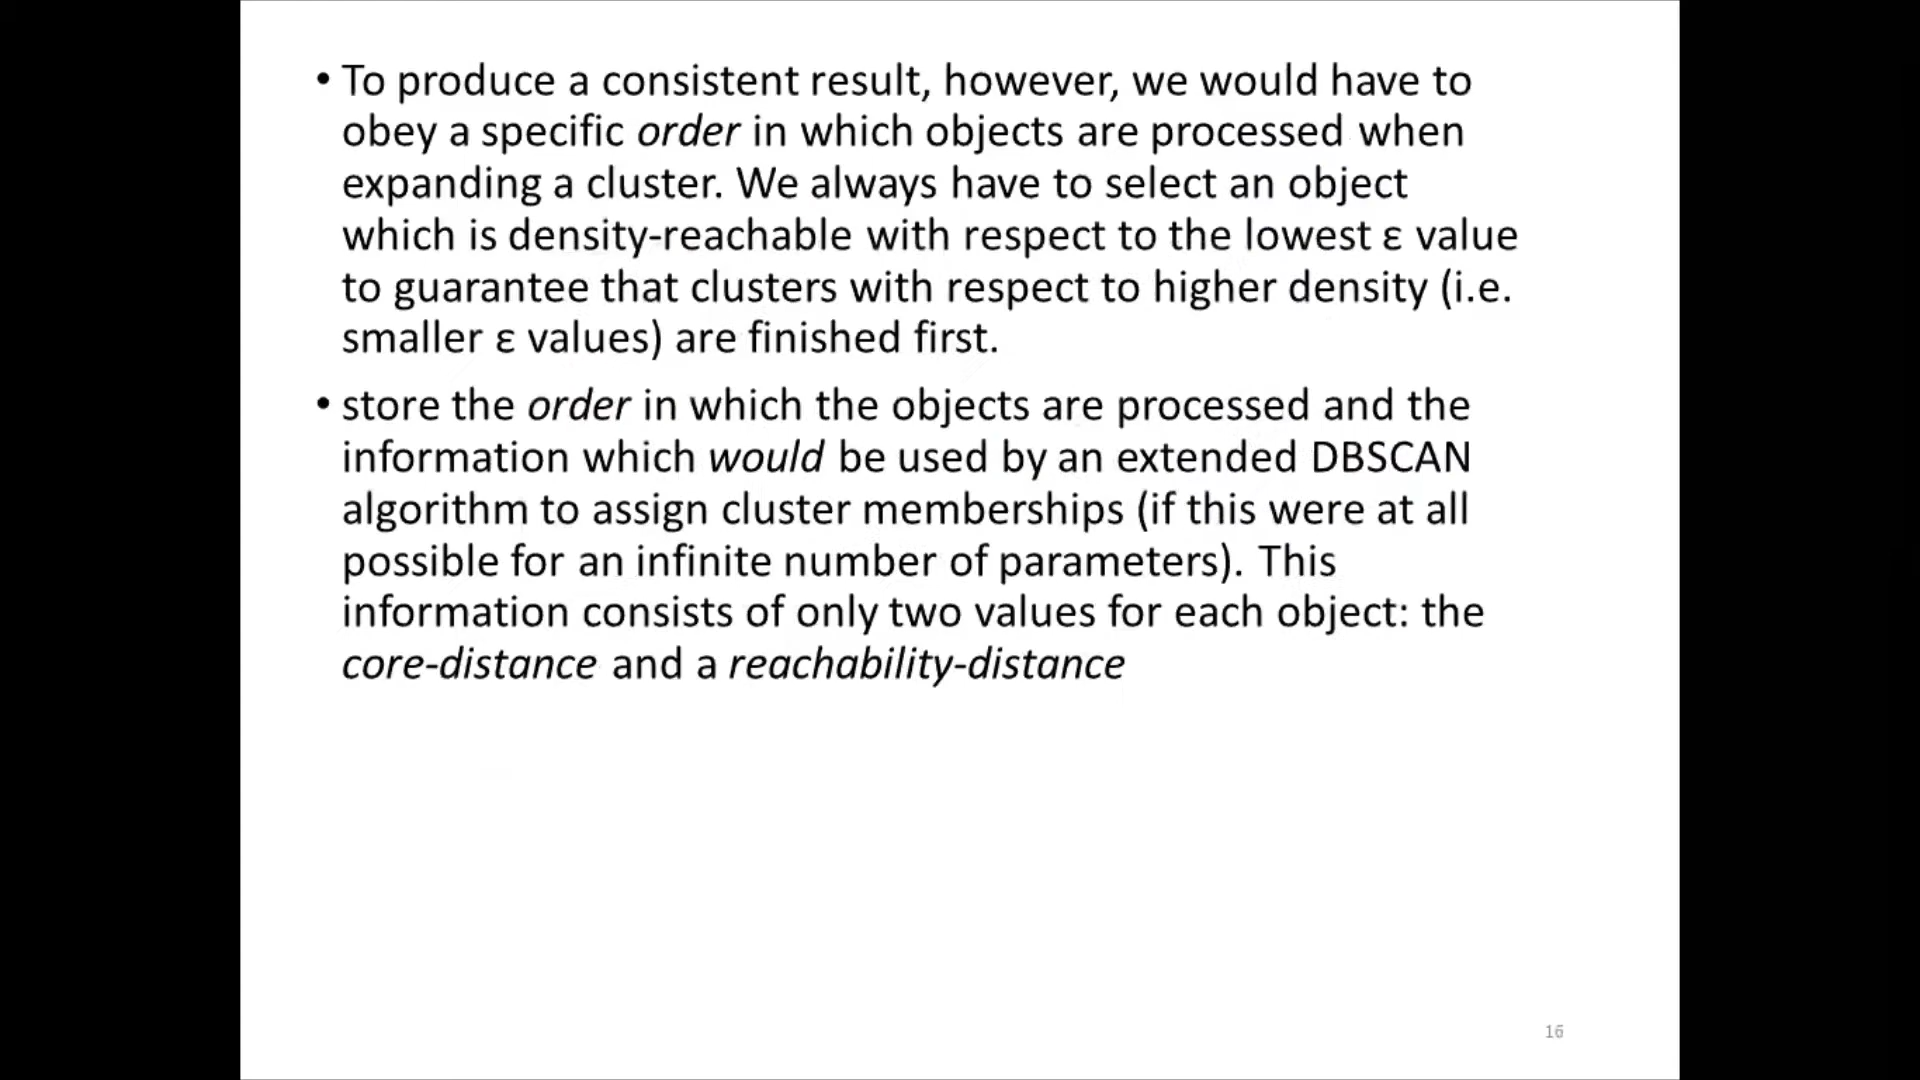 • To produce a consistent result, however, we would have to
obey a specific order in which objects are processed when
expanding a cluster. We always have to select an object
which is density-reachable with respect to the lowest ε value
to guarantee that clusters with respect to higher density (i.e.
smaller ε values) are finished first.
• store the order in which the objects are processed and the
information which would be used by an extended DBSCAN
algorithm to assign cluster memberships (if this were at all
possible for an infinite number of parameters). This
information consists of only two values for each object: the
core-distance and a reachability-distance
16